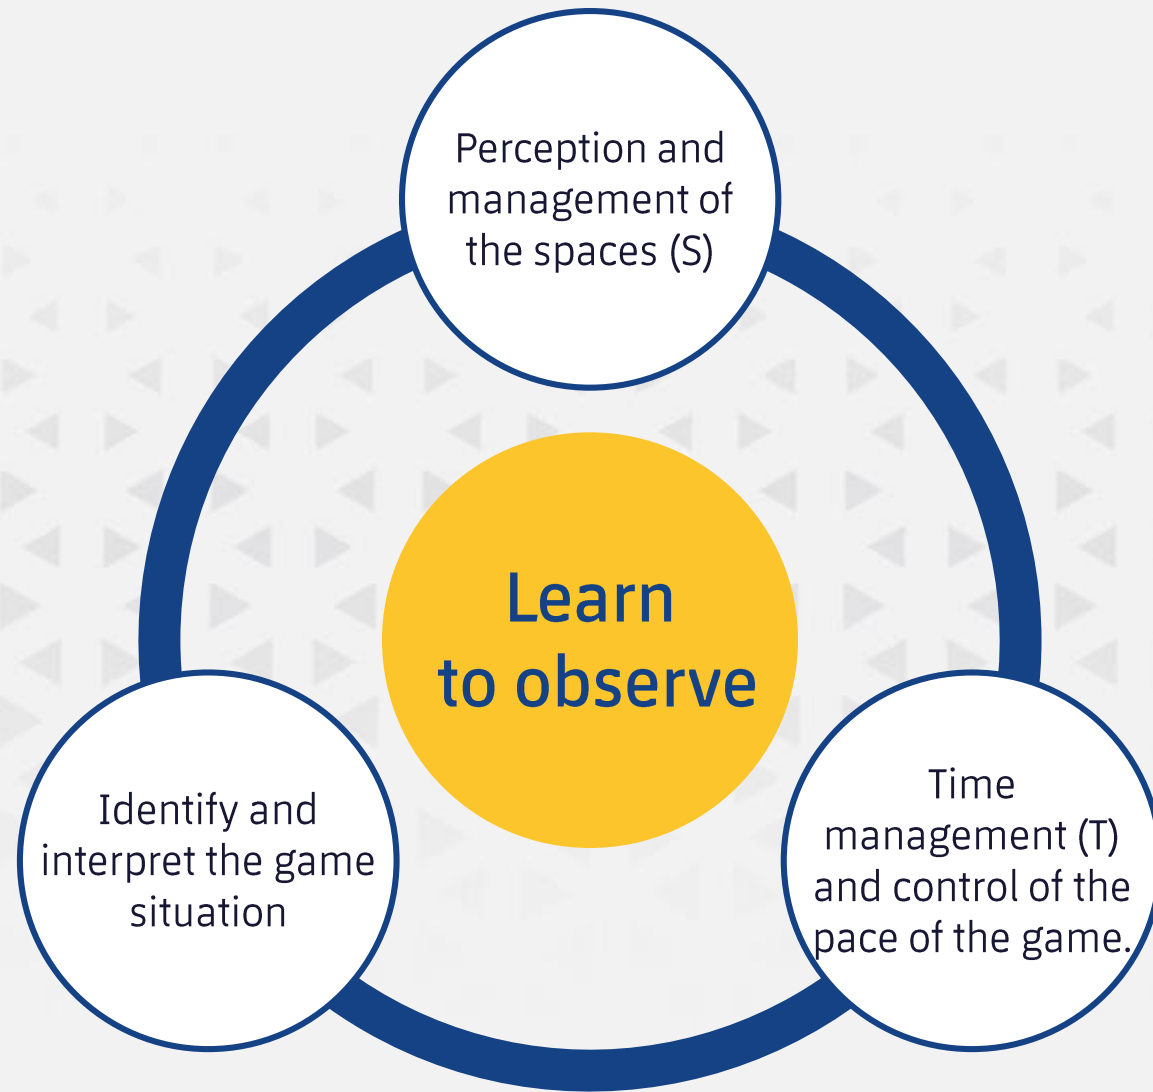 Perception and
management of
the spaces (S)
Learn
to observe
Identify and
interpret the game
situation
Time
management (T)
and control of the
pace of the game.